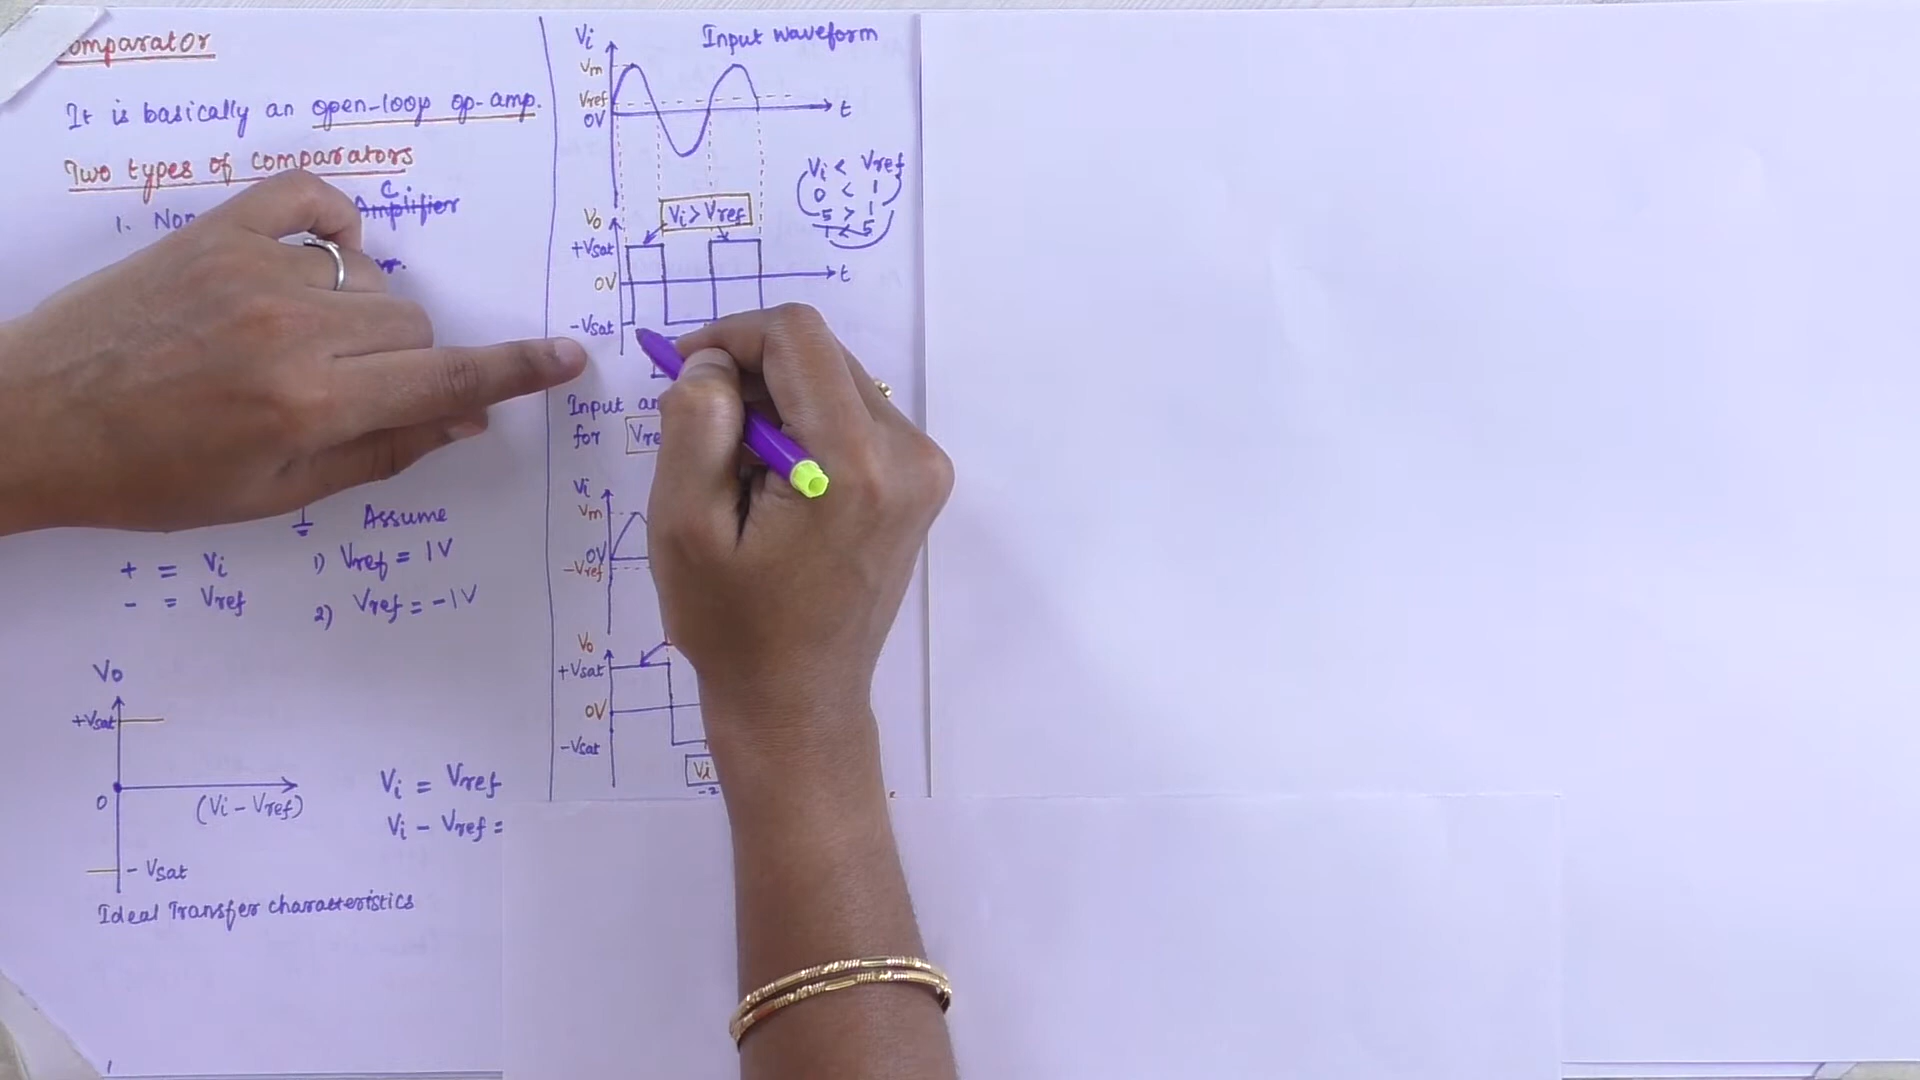 omparator
It is basically an open-loop op-amp.
Two types of comparators
C.
1. Non Amplifier
Assume
+ = Vi
1) Vref = 1V
- = Vref
2) Vref = -1V
Vo
+Vsat
0
(Vi - Vref)
- Vsat
Ideal Transfer characteristics
Vi = Vref
Vi - Vref =
Vi
Input waveform
Vm
Vref
0V
t
Vi < Vref
0 < 1
5 > 1
1 < 5
Vo
Vi > Vref
+Vsat
0V
t
-Vsat
Input
for
Vi
Vm
0V
-Vref
Vo
+Vsat
0V
-Vsat
Vi
-2